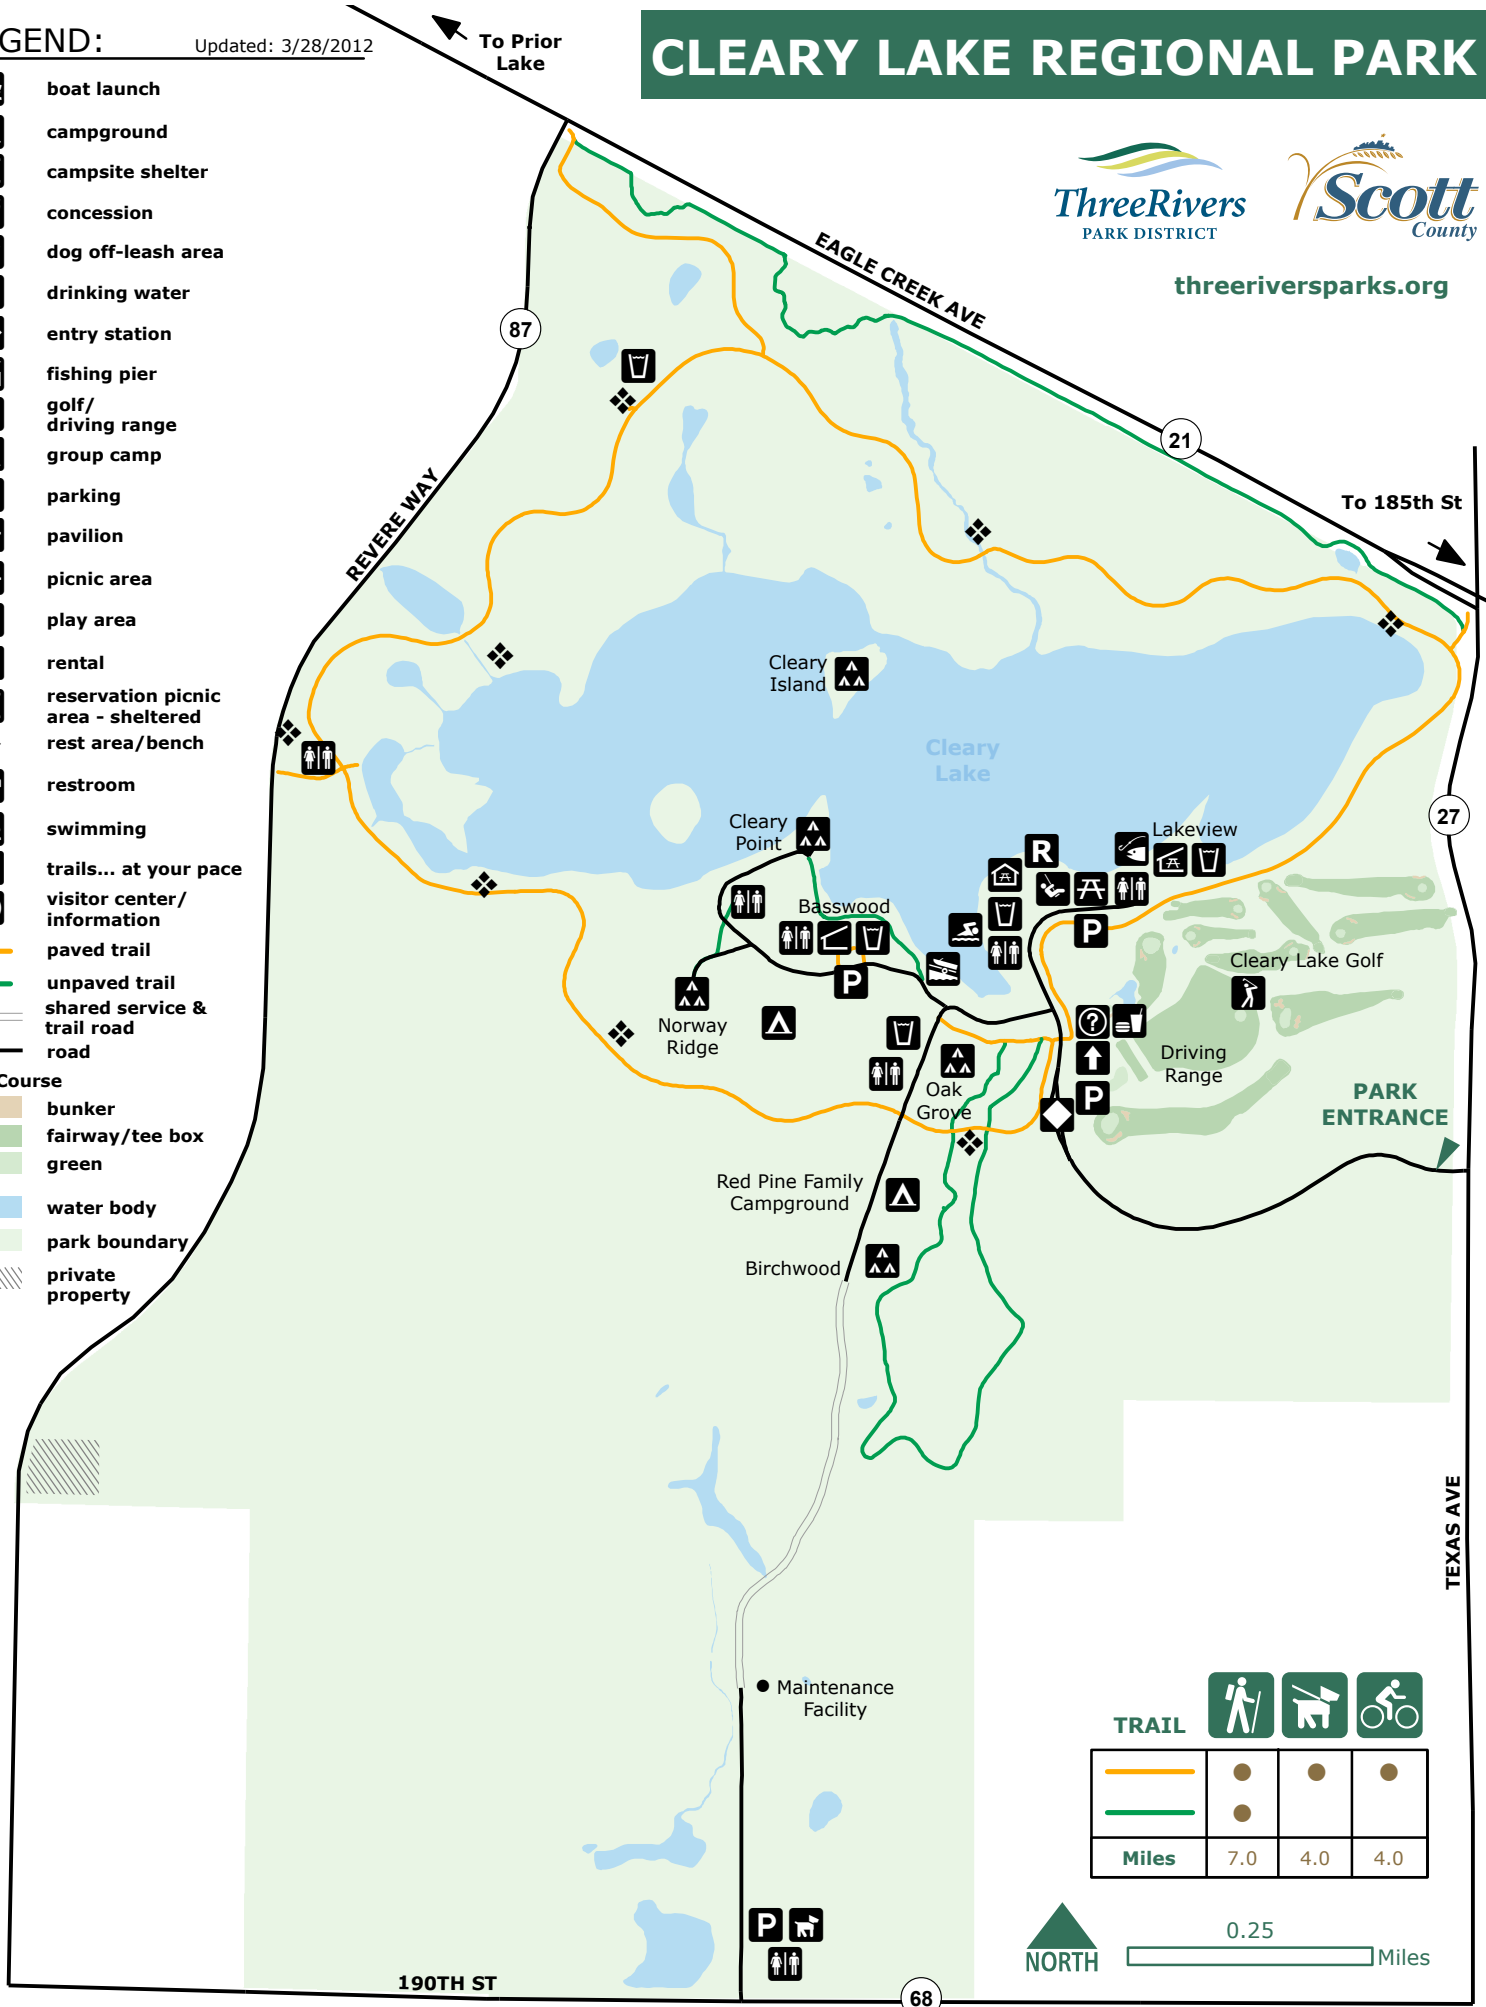 GEND:
Updated: 3/28/2012
boat launch
campground
campsite shelter
concession
dog off-leash area
drinking water
entry station
fishing pier
golf/
driving range
group camp
parking
pavilion
picnic area
play area
rental
reservation picnic
area - sheltered
rest area/bench
restroom
swimming
trails... at your pace
visitor center/
information
paved trail
unpaved trail
shared service &
trail road
road
Course
bunker
fairway/tee box
green
water body
park boundary
private
property
To Prior
Lake
CLEARY LAKE REGIONAL PARK
ThreeRivers
PARK DISTRICT
Scott
County
threeriversparks.org
EAGLE CREEK AVE
87
21
REVERE WAY
To 185th St
Cleary
Island
Cleary
Lake
27
Cleary
Point
Lakeview
R
Basswood
P
Cleary Lake Golf
P
Norway
Ridge
?
Driving
Range
Oak
Grove
P
PARK
ENTRANCE
Red Pine Family
Campground
Birchwood
TEXAS AVE
Maintenance
Facility
TRAIL
Miles
7.0
4.0
4.0
P
0.25
Miles
NORTH
190TH ST
68